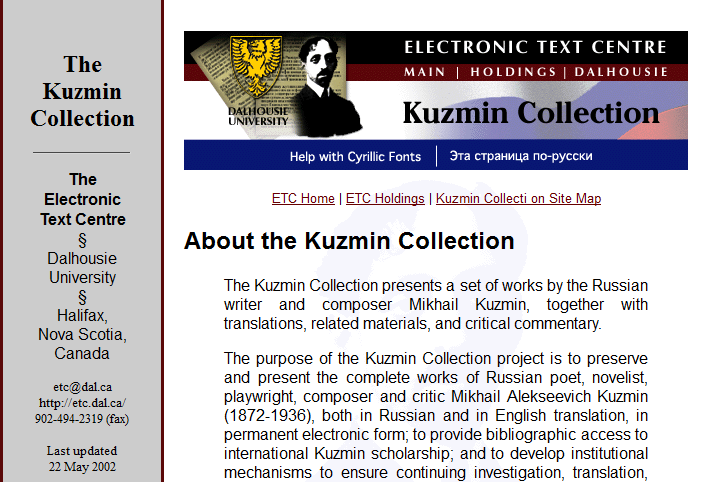 The
Kuzmin
Collection
The
Electronic
Text Centre
§
Dalhousie
University
§
Halifax,
Nova Scotia,
Canada
etc@dal.ca
http://etc.dal.ca/
902-494-2319 (fax)
Last updated
22 May 2002
DALHOUSIE
UNIVERSITY
ELECTRONIC TEXT CENTRE
MAIN | HOLDINGS | DALHOUSIE
Kuzmin Collection
Help with Cyrillic Fonts | Эта страница по-русски
ETC Home | ETC Holdings | Kuzmin Collecti on Site Map
About the Kuzmin Collection
The Kuzmin Collection presents a set of works by the Russian
writer and composer Mikhail Kuzmin, together with
translations, related materials, and critical commentary.
The purpose of the Kuzmin Collection project is to preserve
and present the complete works of Russian poet, novelist,
playwright, composer and critic Mikhail Alekseevich Kuzmin
(1872-1936), both in Russian and in English translation, in
permanent electronic form; to provide bibliographic access to
international Kuzmin scholarship; and to develop institutional
mechanisms to ensure continuing investigation, translation,